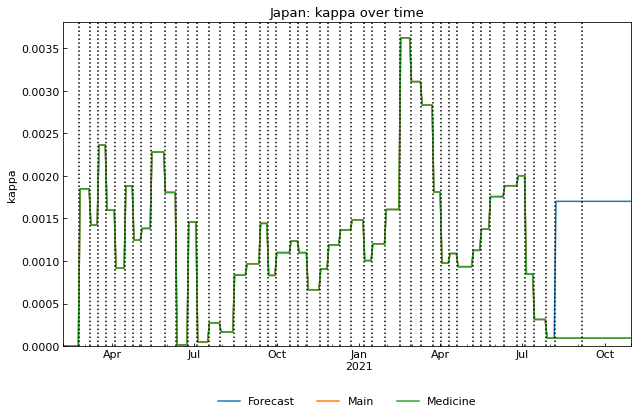 Japan: kappa over time
0.0035
0.0030
0.0025
0.0020
0.0015
0.0010
0.0005
0.0000
kappa
Apr Jul Oct Jan Apr Jul Oct
2021
Forecast Main Medicine